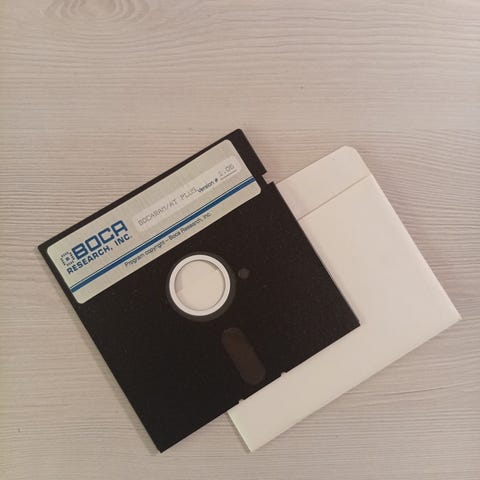 BOCA
RESEARCH, INC.
BOCARAM/AT PLUS
Version # 1.06
Program copyright - Boca Research, Inc.